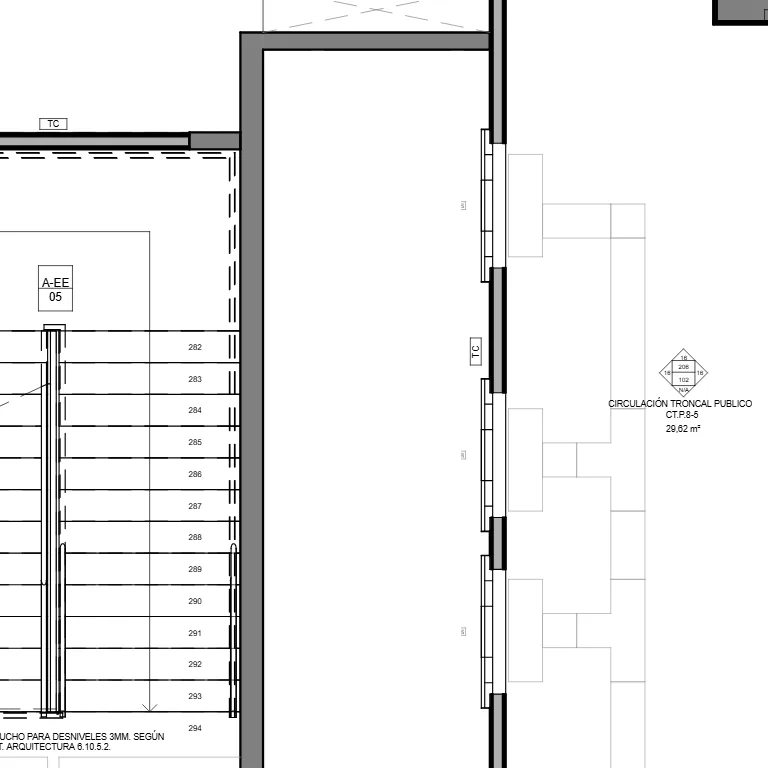 TC
A-EE
05
TC
282
283
284
285
286
287
288
289
290
291
292
293
294
16
206
16
16
102
N/A
CIRCULACIÓN TRONCAL PUBLICO
CT.P.8-5
29,62 m²
UCHO PARA DESNIVELES 3MM. SEGÚN
T. ARQUITECTURA 6.10.5.2.